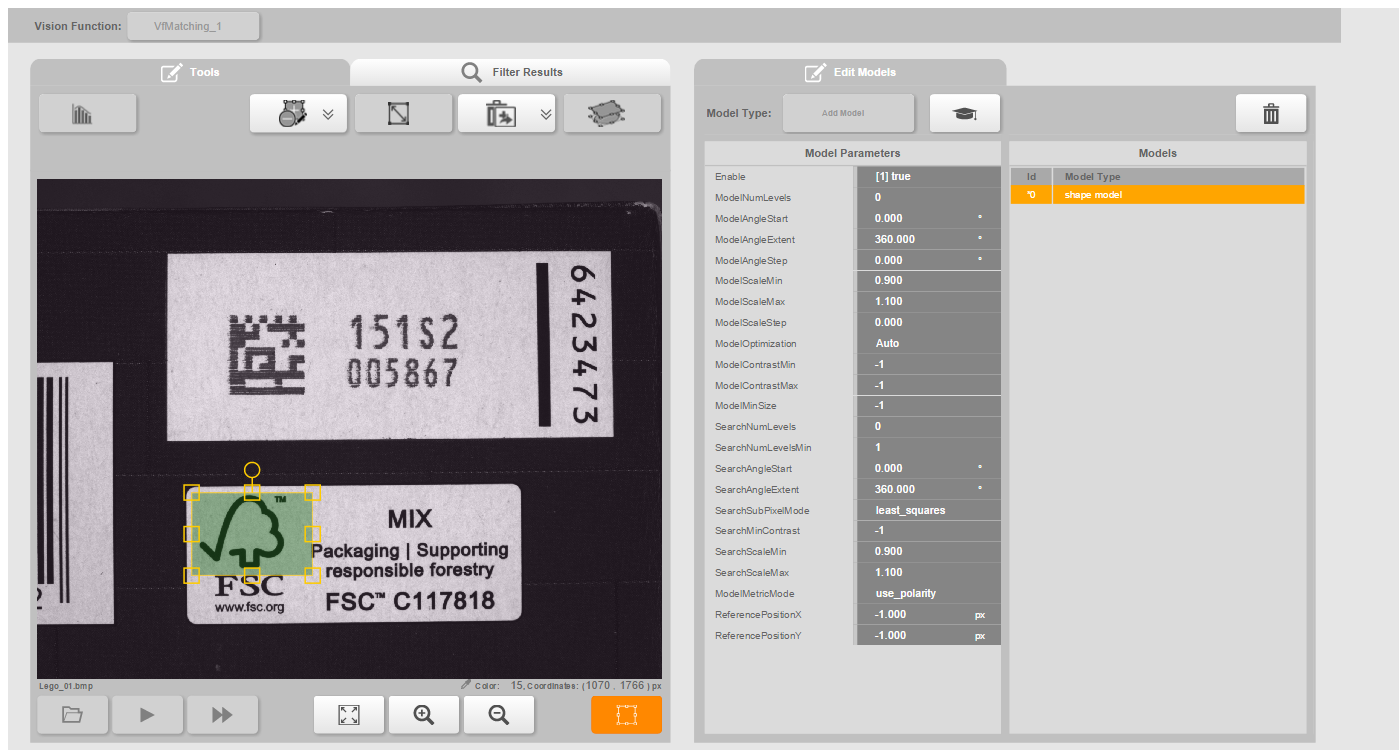 Vision Function:
VfMatching_1
Tools
Filter Results
Edit Models
Model Type:
Add Model
Model Parameters
Models
Enable
[1] true
ModelNumLevels
0
ModelAngleStart
0.000 °
ModelAngleExtent
360.000 °
ModelAngleStep
0.000 °
ModelScaleMin
0.900
ModelScaleMax
1.100
ModelScaleStep
0.000
ModelOptimization
Auto
ModelContrastMin
-1
ModelContrastMax
-1
ModelMinSize
-1
SearchNumLevels
0
SearchNumLevelsMin
1
SearchAngleStart
0.000 °
SearchAngleExtent
360.000 °
SearchSubPixelMode
least_squares
SearchMinContrast
-1
SearchScaleMin
0.900
SearchScaleMax
1.100
ModelMetricMode
use_polarity
ReferencePositionX
-1.000 px
ReferencePositionY
-1.000 px
Id Model Type
*0 shape model
151S2
005867
6423473
TM
FSC
www.fsc.org
MIX
Packaging | Supporting
responsible forestry
FSC™ C117818
2
Lego_01.bmp
Color: 15, Coordinates: (1070 , 1766 ) px